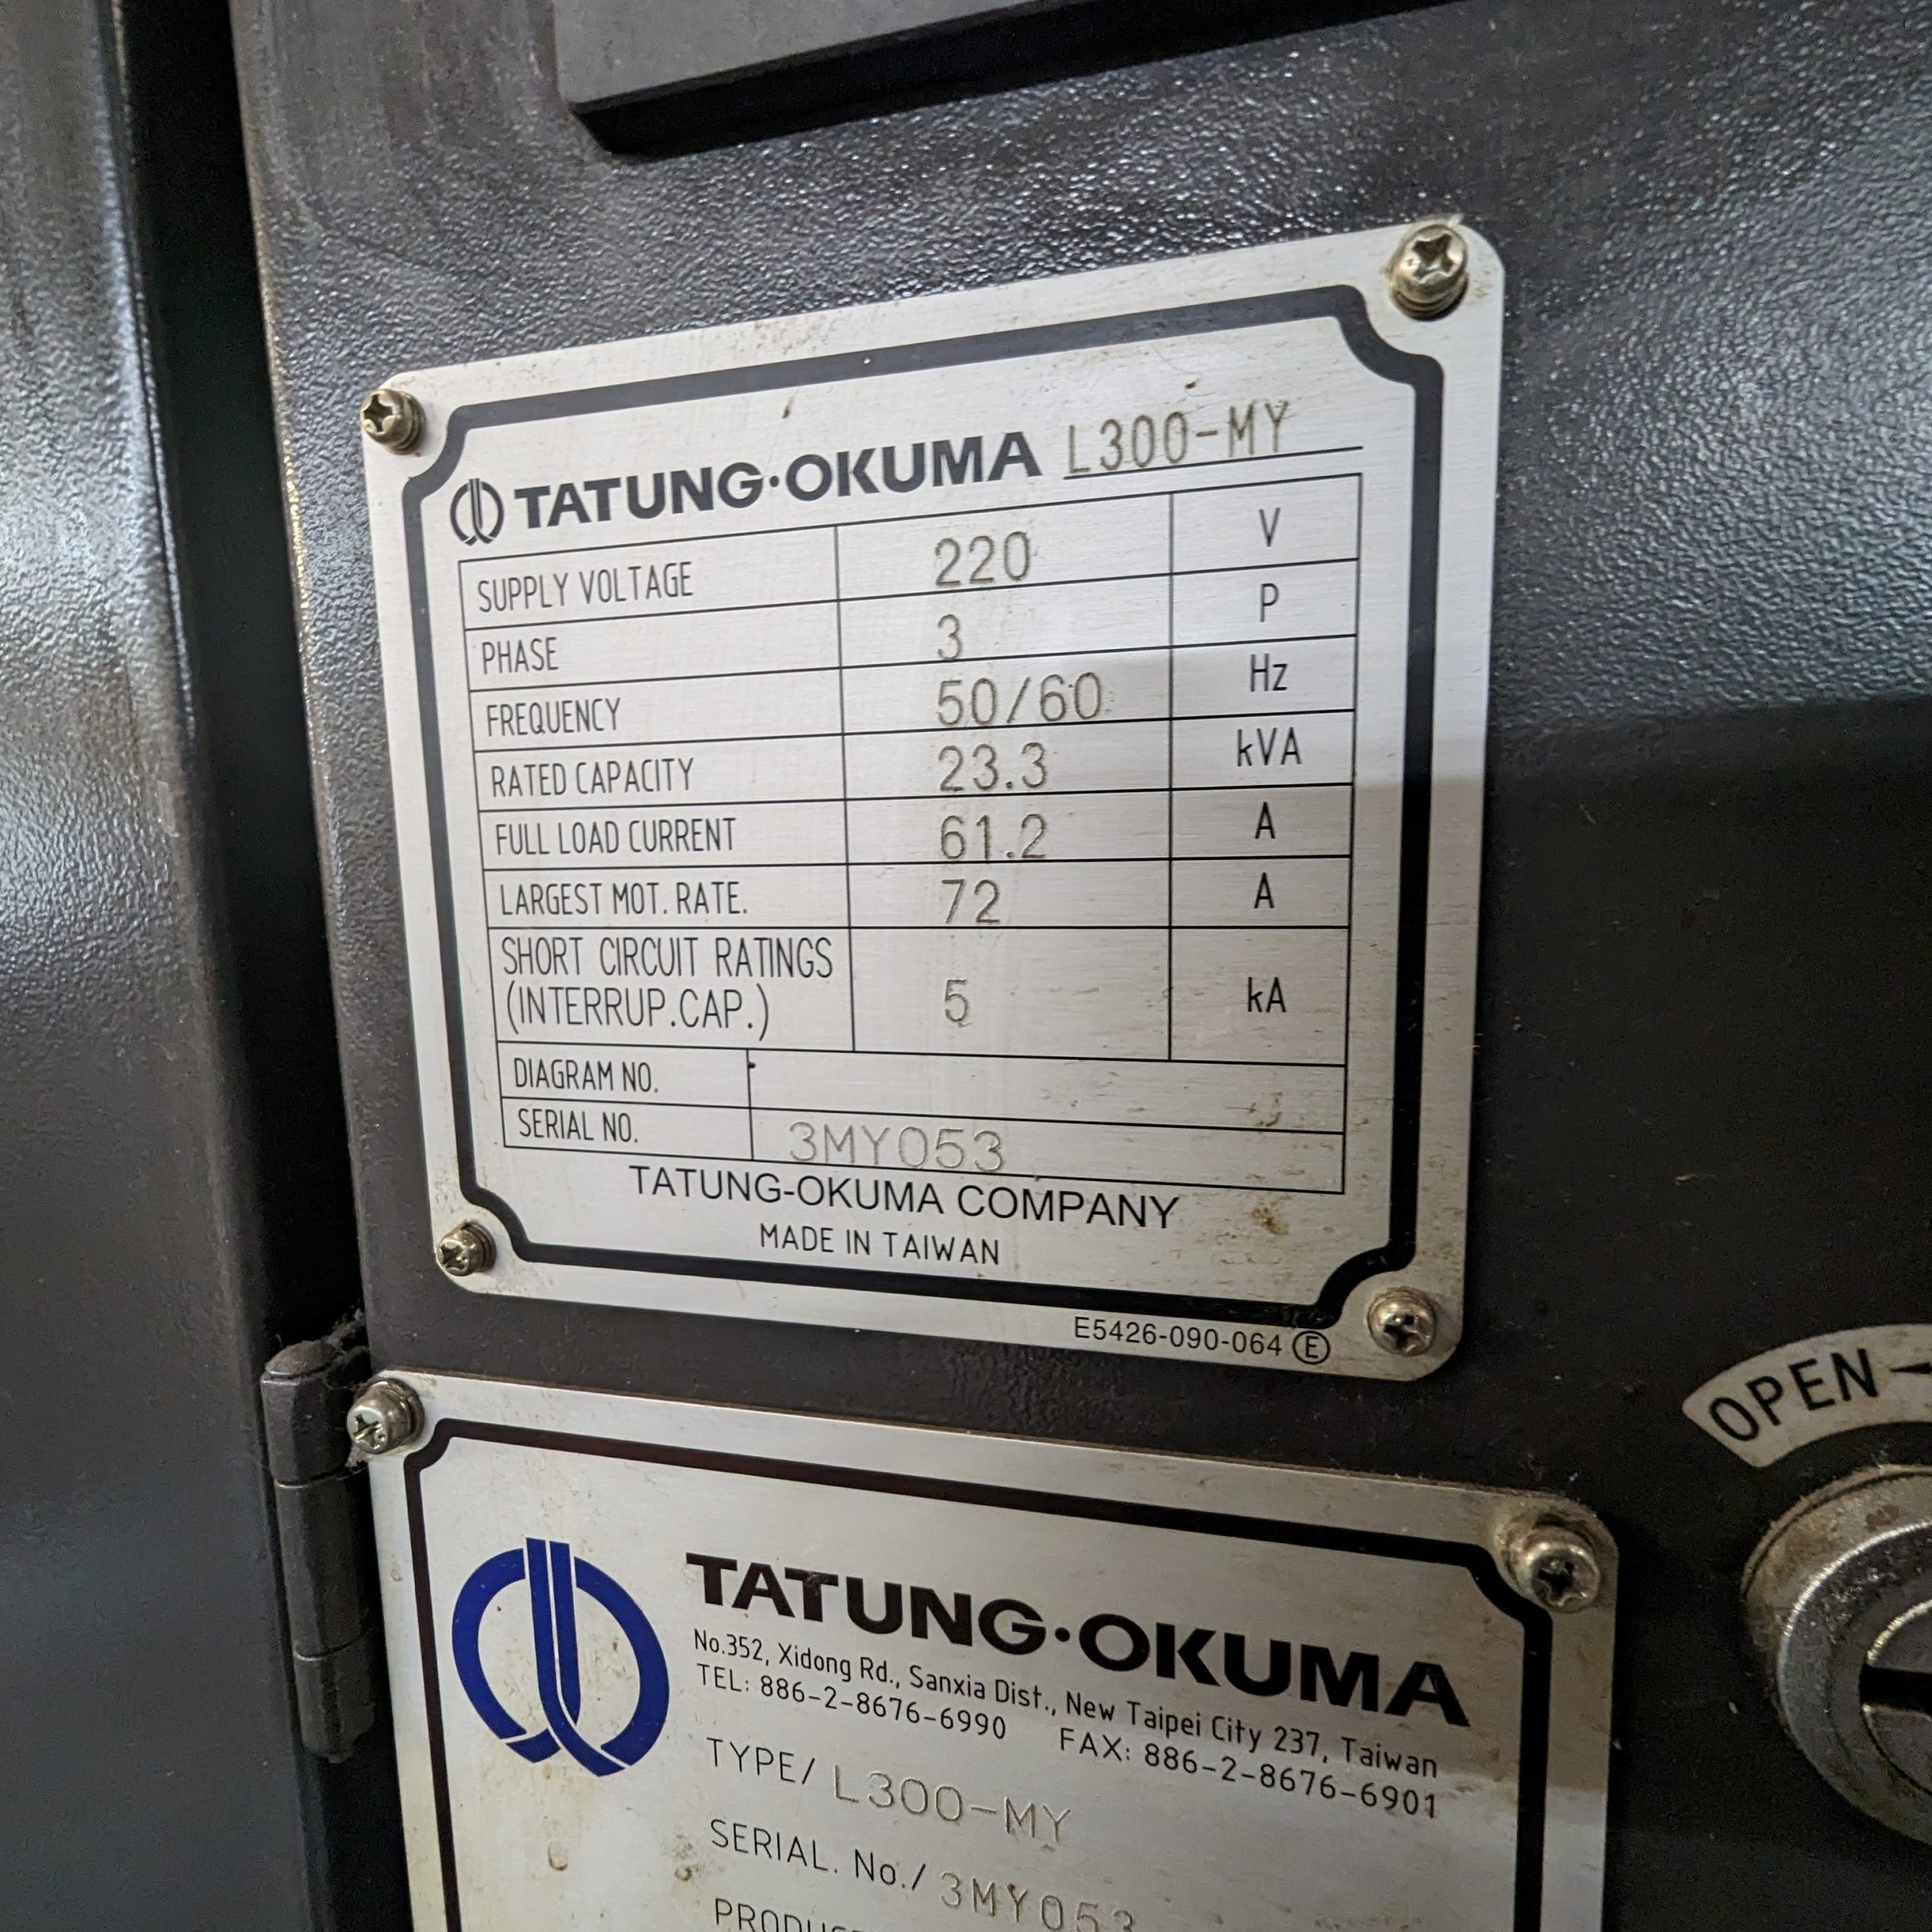 TATUNG·OKUMA L300-MY
SUPPLY VOLTAGE 220 V
PHASE 3 P
FREQUENCY 50/60 Hz
RATED CAPACITY 23.3 kVA
FULL LOAD CURRENT 61.2 A
LARGEST MOT. RATE. 72 A
SHORT CIRCUIT RATINGS
(INTERRUP.CAP.) 5 kA
DIAGRAM NO.
SERIAL NO. 3MY053
TATUNG-OKUMA COMPANY
MADE IN TAIWAN
E5426-090-064 Ⓔ
OPEN
TATUNG·OKUMA
No.352, Xidong Rd., Sanxia Dist., New Taipei City 237, Taiwan
TEL: 886-2-8676-6990 FAX: 886-2-8676-6901
TYPE/ L300-MY
SERIAL. No./ 3MY053